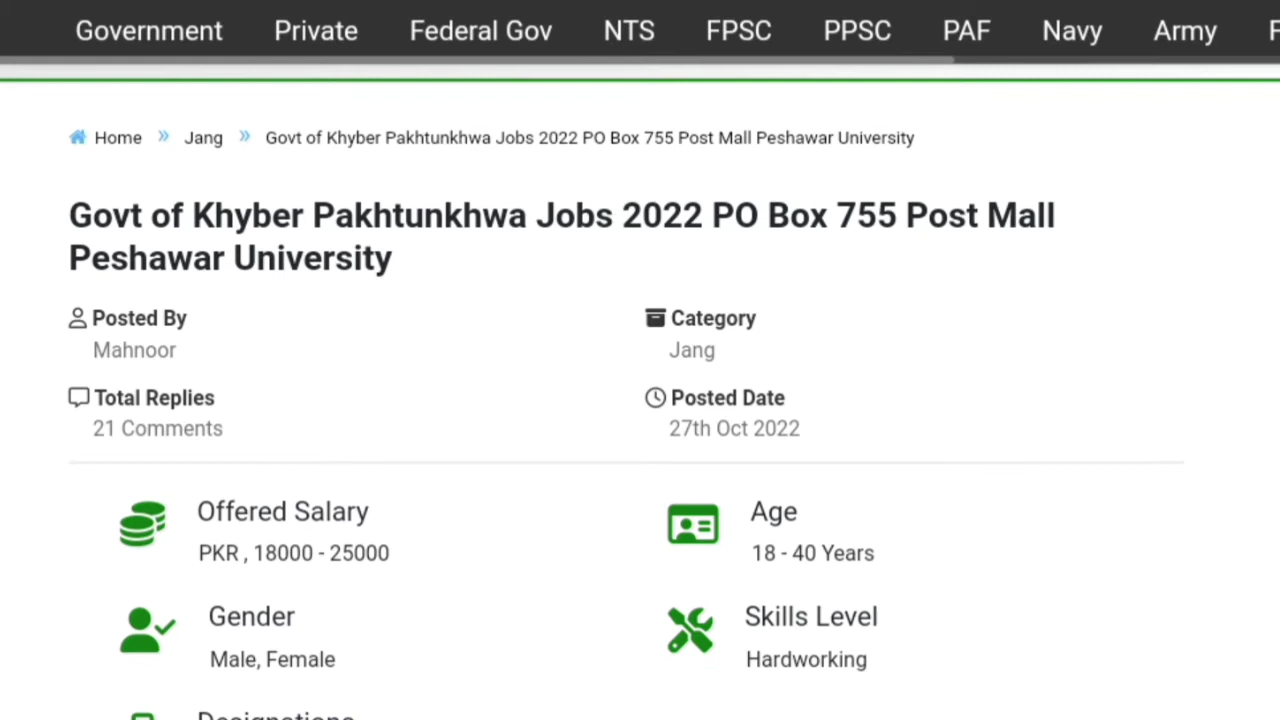 Government Private Federal Gov NTS FPSC PPSC PAF Navy Army
Home » Jang » Govt of Khyber Pakhtunkhwa Jobs 2022 PO Box 755 Post Mall Peshawar University
Govt of Khyber Pakhtunkhwa Jobs 2022 PO Box 755 Post Mall
Peshawar University
Posted By Category
Mahnoor Jang
Total Replies Posted Date
21 Comments 27th Oct 2022
Offered Salary Age
PKR , 18000 - 25000 18 - 40 Years
Gender Skills Level
Male, Female Hardworking
Designations